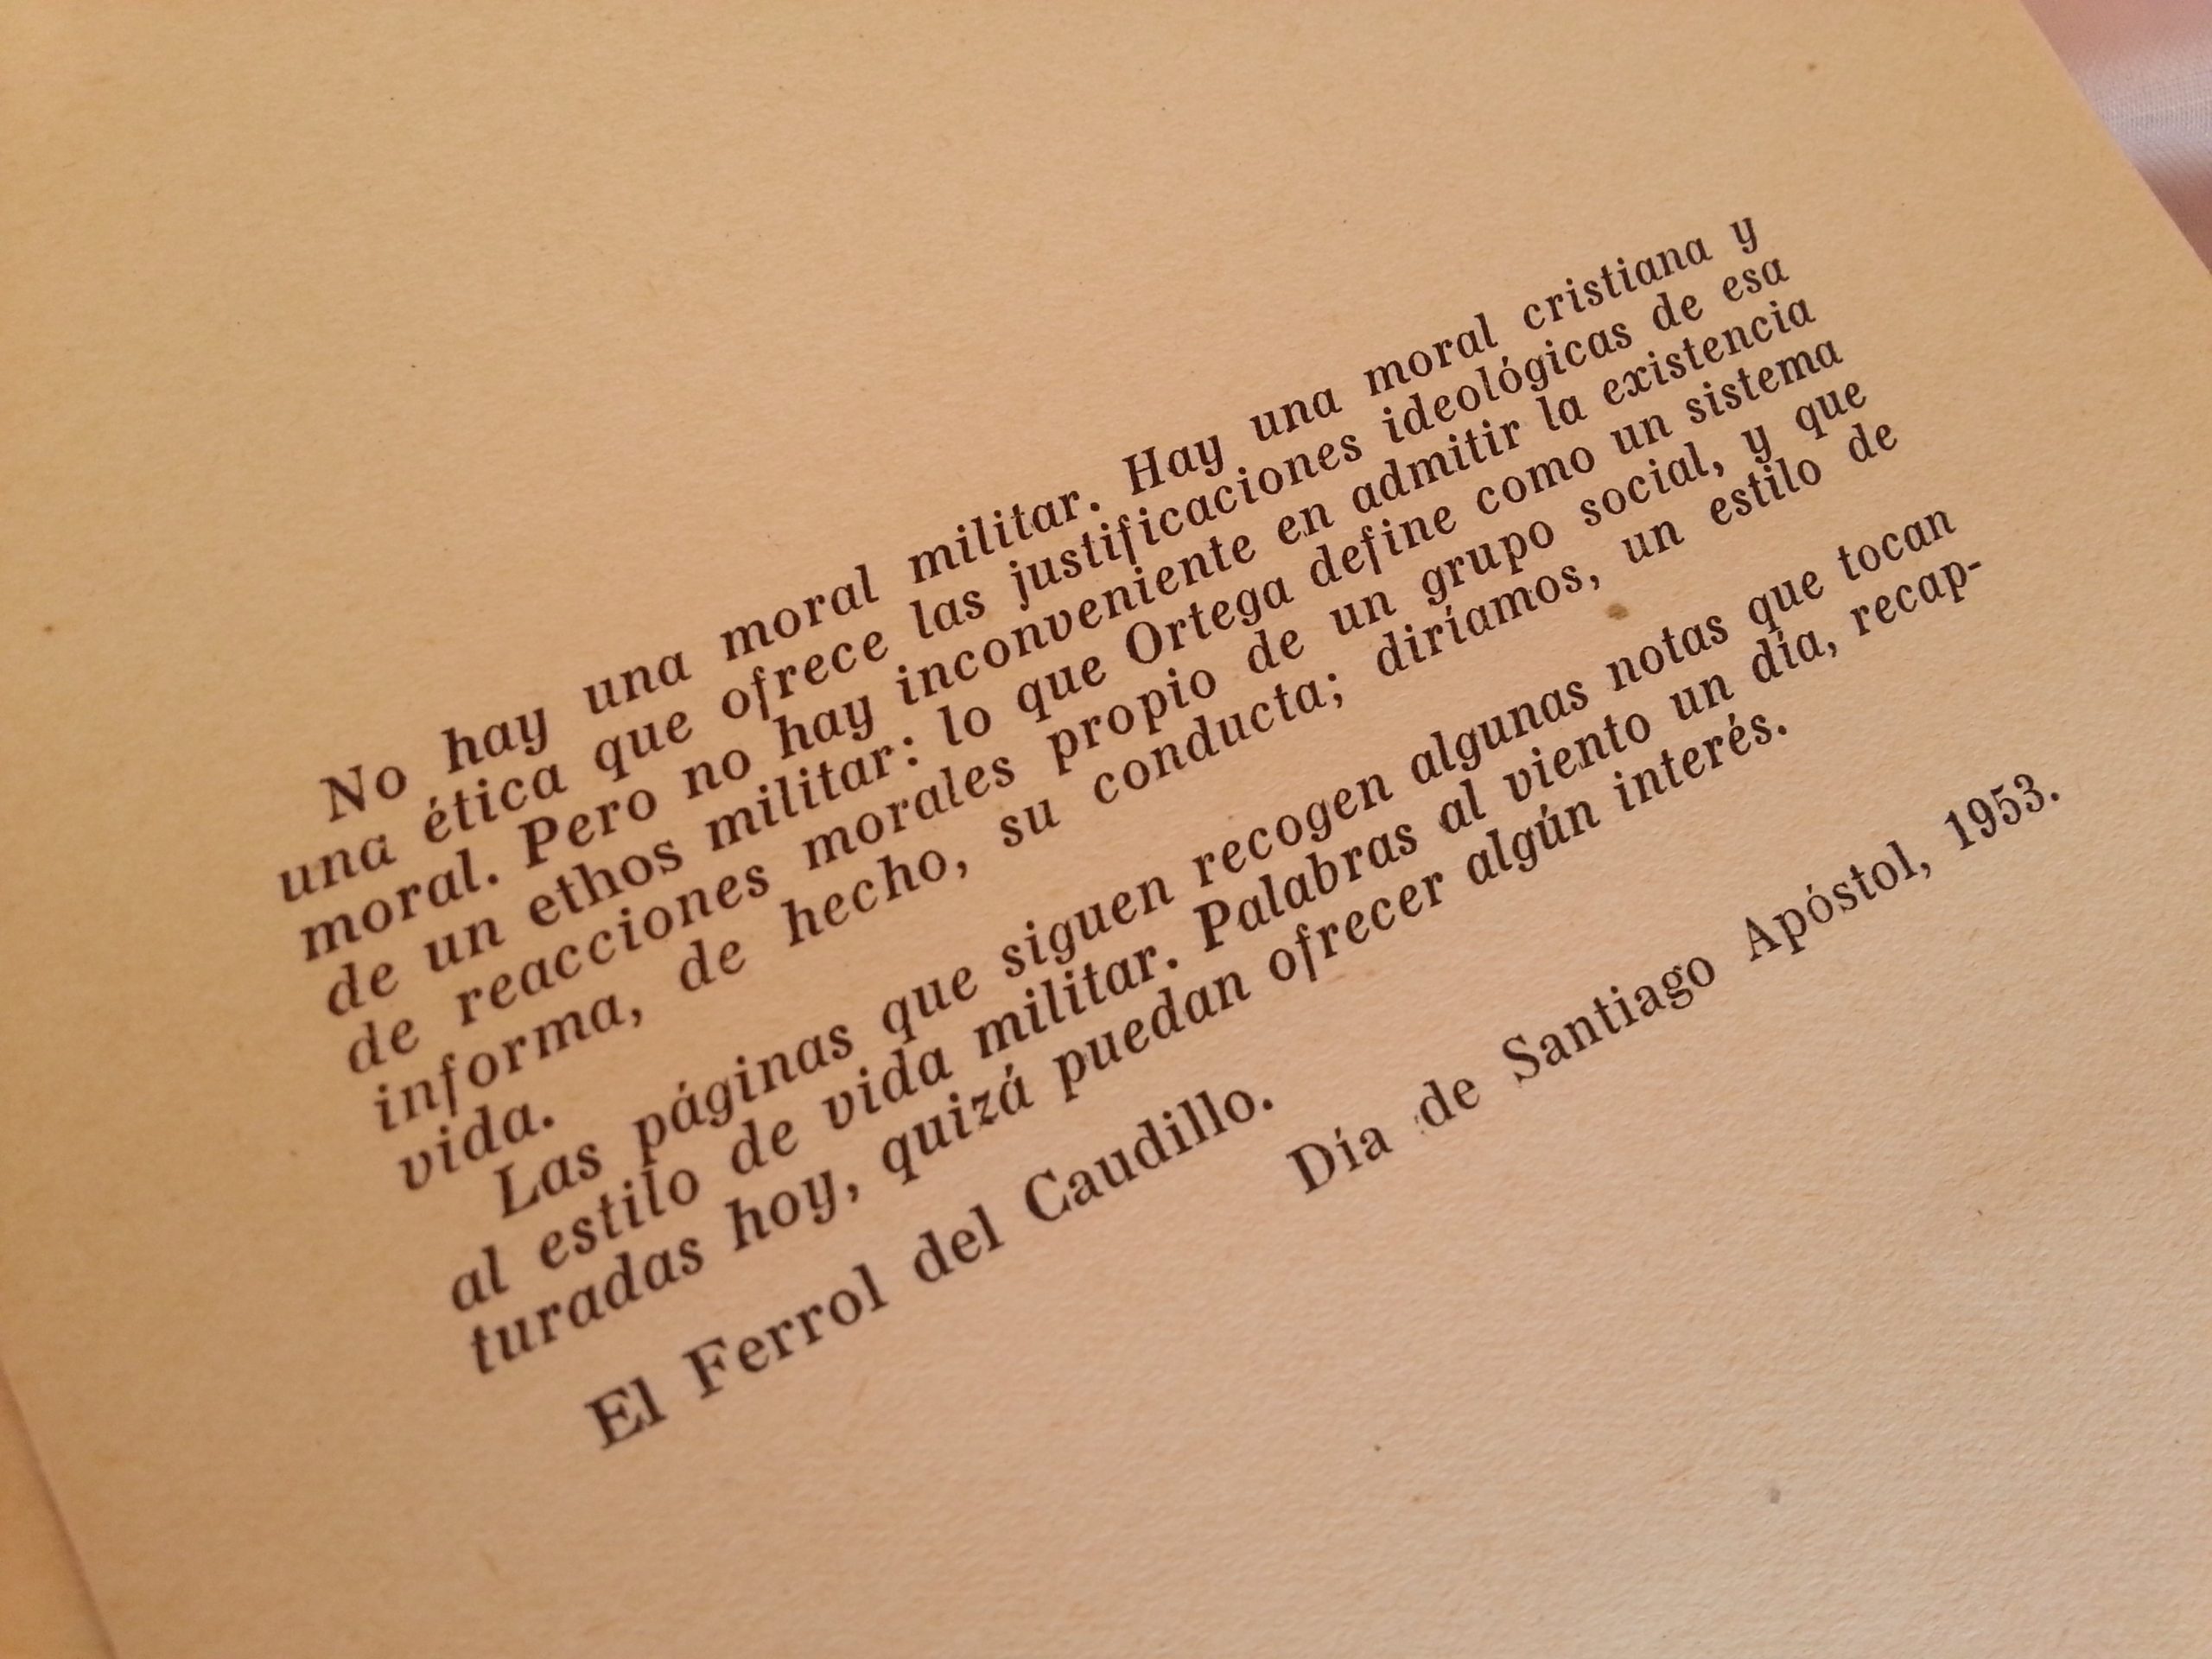 No hay una moral militar. Hay una moral cristiana y
una ética que ofrece las justificaciones ideológicas de esa
moral. Pero no hay inconveniente en admitir la existencia
de un ethos militar: lo que Ortega define como un sistema
de reacciones morales propio de un grupo social, y que
informa, de hecho, su conducta; diríamos, un estilo de
vida.
Las páginas que siguen recogen algunas notas que tocan
al estilo de vida militar. Palabras al viento un día, recap-
turadas hoy, quizá puedan ofrecer algún interés.
El Ferrol del Caudillo.
Día de Santiago Apóstol, 1953.